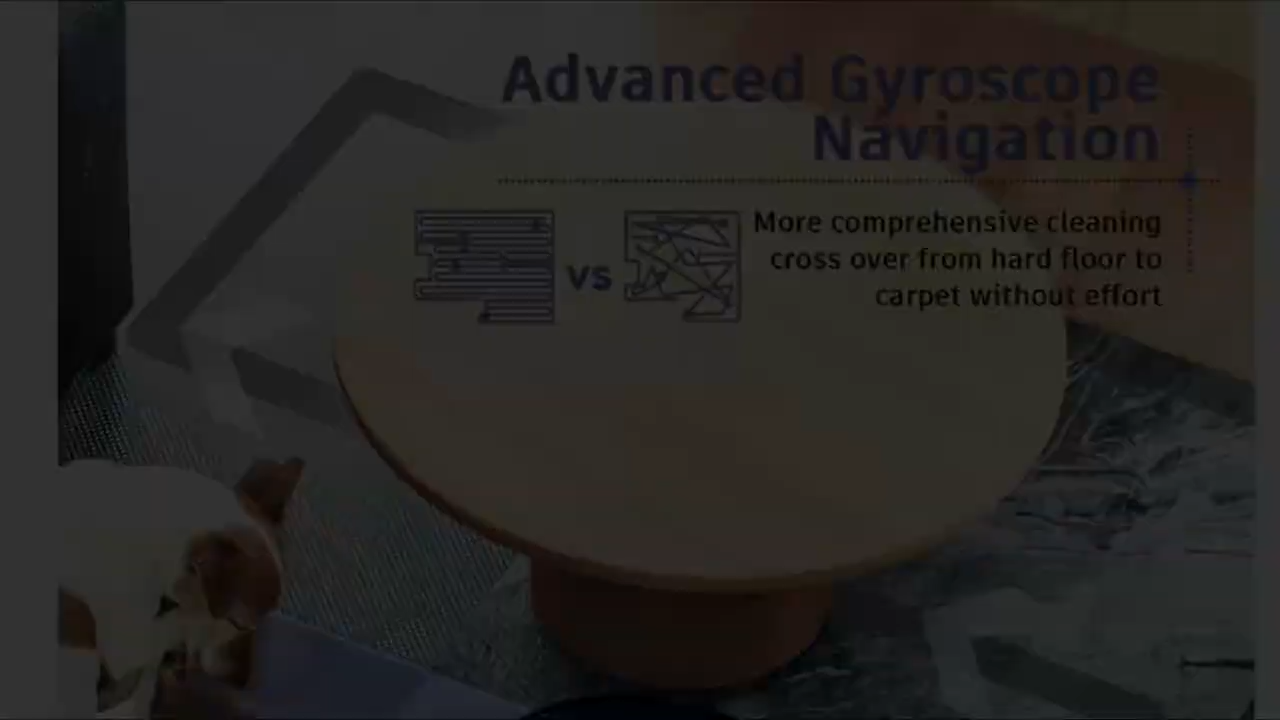 Advanced Gyroscope
Navigation
vs
More comprehensive cleaning
cross over from hard floor to
carpet without effort